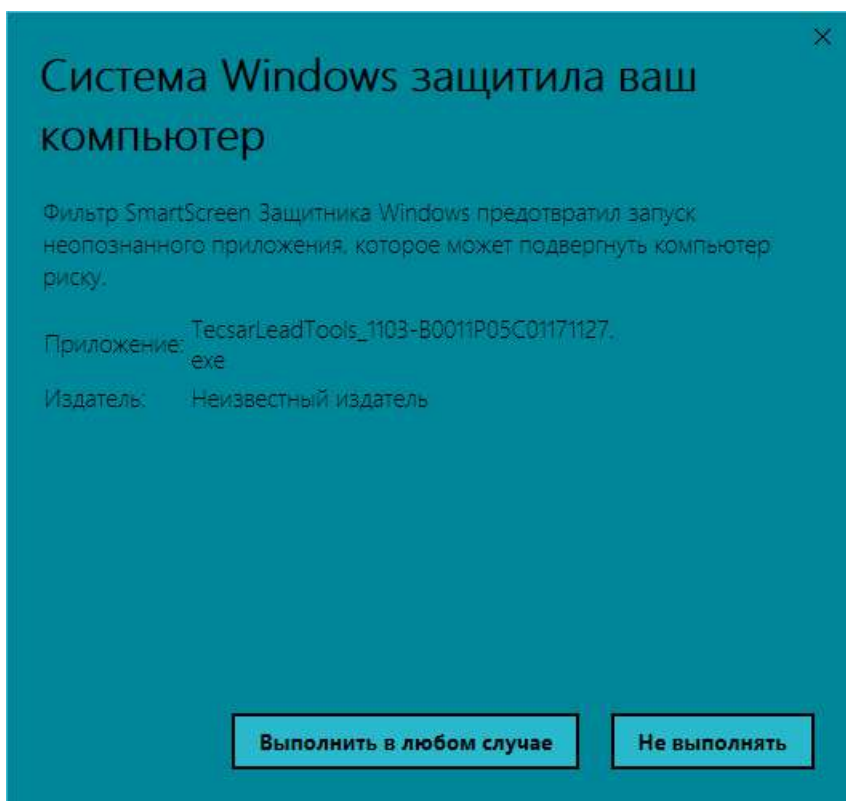 Система Windows защитила ваш
компьютер
Фильтр SmartScreen Защитника Windows предотвратил запуск
неопознанного приложения, которое может подвергнуть компьютер
риску.
Приложение: TecsarLeadTools_1103-B0011P05C01171127.
exe
Издатель: Неизвестный издатель
Выполнить в любом случае Не выполнять